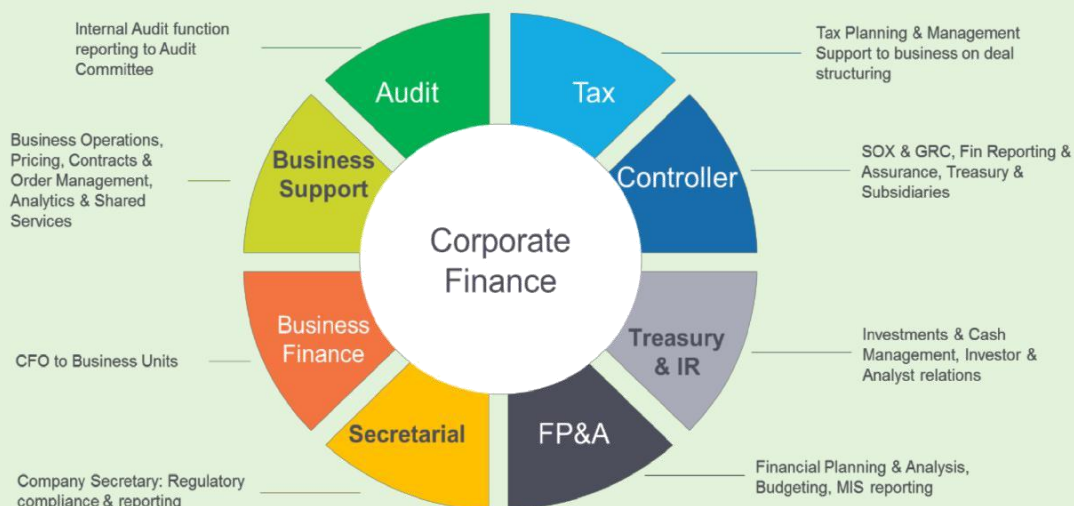 Internal Audit function
reporting to Audit
Committee
Audit
Tax
Tax Planning & Management
Support to business on deal
structuring
Business Operations,
Pricing, Contracts &
Order Management,
Analytics & Shared
Services
Business
Support
Controller
SOX & GRC, Fin Reporting &
Assurance, Treasury &
Subsidiaries
Corporate
Finance
CFO to Business Units
Business
Finance
Treasury
& IR
Investments & Cash
Management, Investor &
Analyst relations
Secretarial
FP&A
Company Secretary: Regulatory
compliance & reporting
Financial Planning & Analysis,
Budgeting, MIS reporting